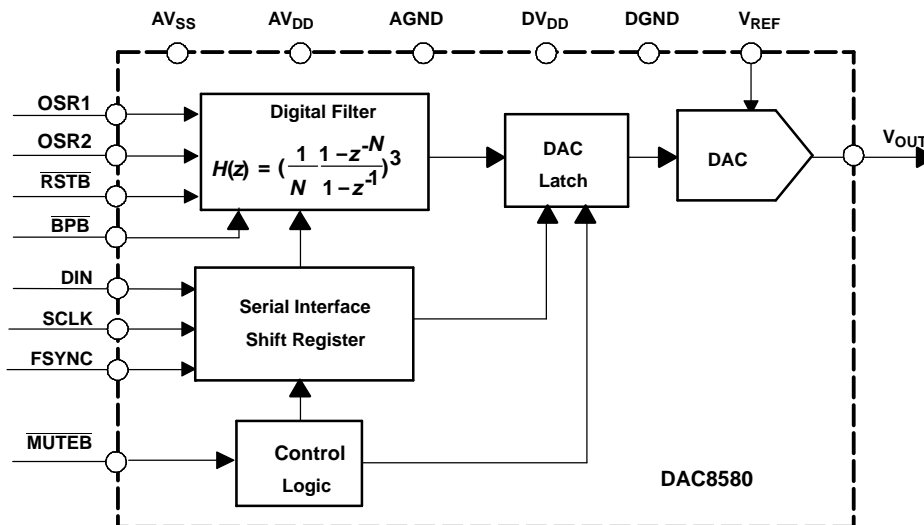 AVSS AVDD AGND DVDD DGND VREF
OSR1
OSR2
RSTB
BPB
DIN
SCLK
FSYNC
MUTEB
Digital Filter
H(z) = (1/N 1−z^-N/1−z^-1)^3
DAC
Latch
DAC
VOUT
Serial Interface
Shift Register
Control
Logic
DAC8580